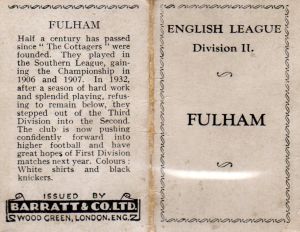 FULHAM
Half a century has passed
since " The Cottagers " were
founded. They played in
the Southern League, gain-
ing the Championship in
1906 and 1907. In 1932,
after a season of hard work
and splendid playing, refus-
ing to remain below, they
stepped out of the Third
Division into the Second.
The club is now pushing
confidently forward into
higher football and have
great hopes of First Division
matches next year. Colours :
White shirts and black
knickers.
ISSUED BY
BARRATT & CO. LTD.
WOOD GREEN, LONDON, ENG.
ENGLISH LEAGUE
Division II.
FULHAM